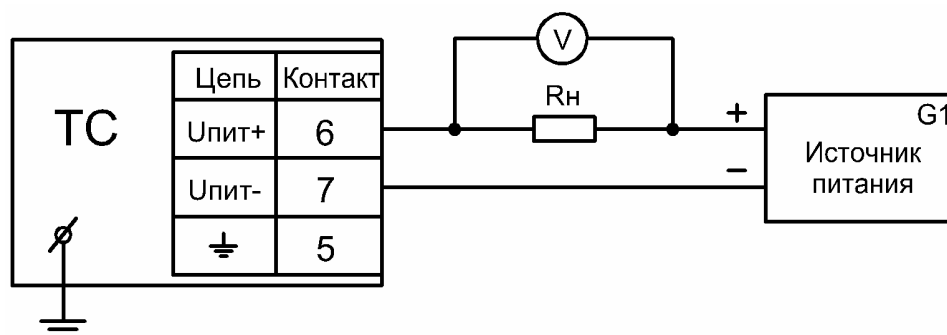 V
Цепь Контакт
Rн
ТС
Uпит+ 6
+
G1
Источник
питания
Uпит- 7
–
5